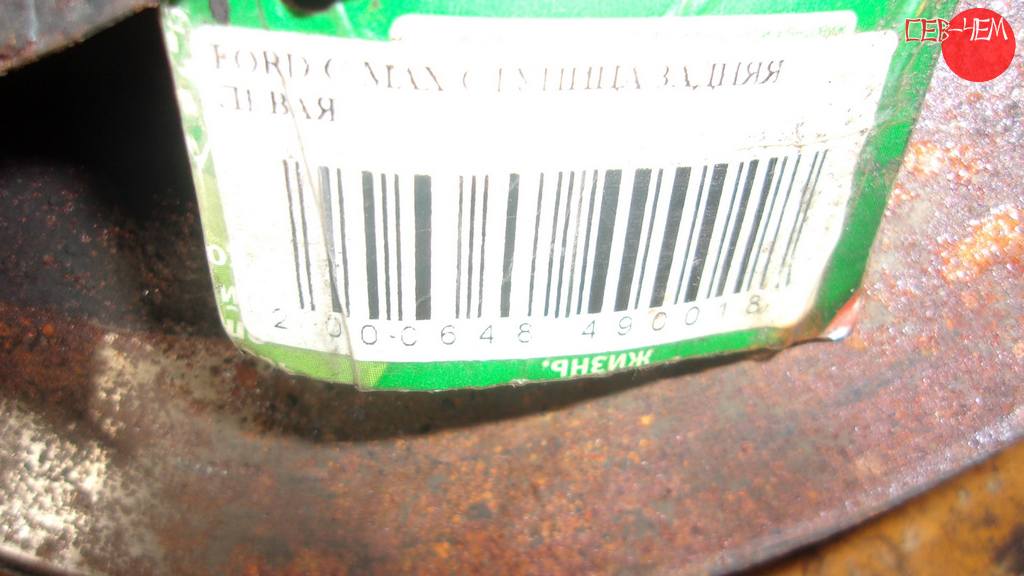 СЕВ-ЧЕМ
FORD C MAX СТУПИЦА ЗАДНЯЯ
ЛЕВАЯ
2 000648 490018
ЖИЗНЬ,